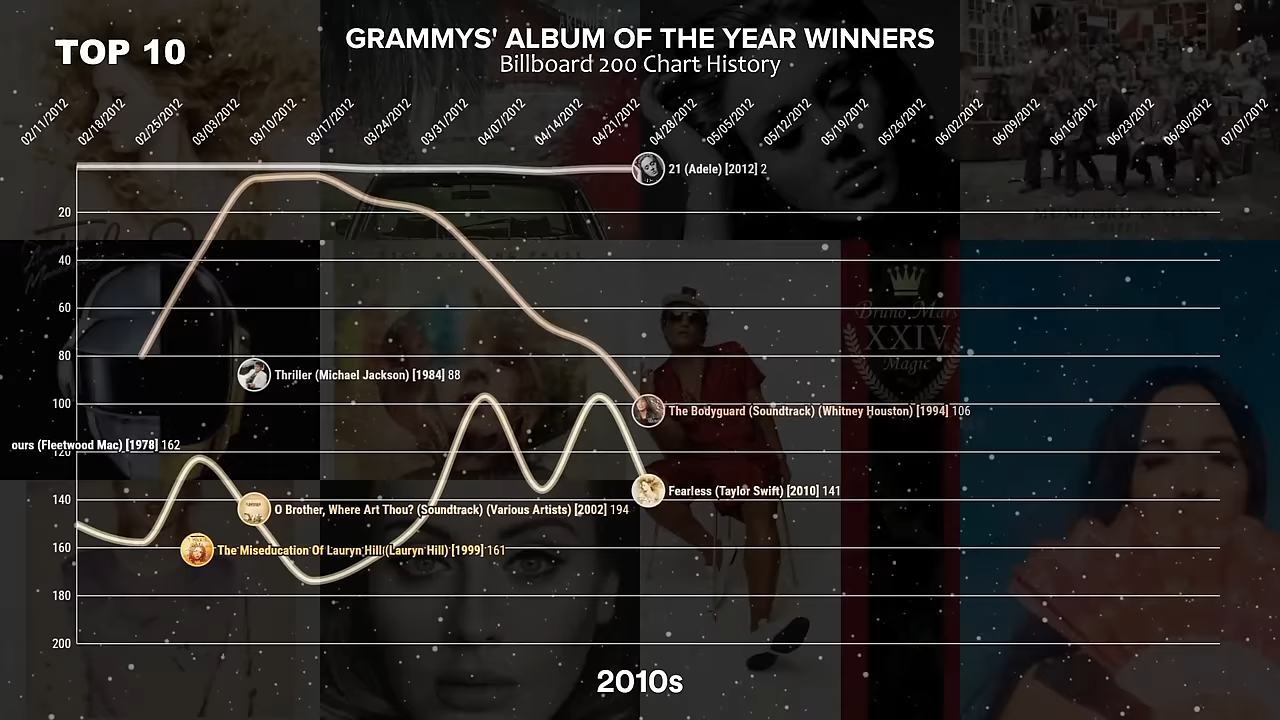 TOP 10
GRAMMYS' ALBUM OF THE YEAR WINNERS
Billboard 200 Chart History
02/11/2012
02/18/2012
02/25/2012
03/03/2012
03/10/2012
03/17/2012
03/24/2012
03/31/2012
04/07/2012
04/14/2012
04/21/2012
04/28/2012
05/05/2012
05/12/2012
05/19/2012
05/26/2012
06/02/2012
06/09/2012
06/16/2012
06/23/2012
06/30/2012
07/07/2012
21 (Adele) [2012] 2
20
40
60
80
100
120
140
160
180
200
Bruno Mars
XXIV
Magic
Thriller (Michael Jackson) [1984] 88
The Bodyguard (Soundtrack) (Whitney Houston) [1994] 106
ours (Fleetwood Mac) [1978] 162
Fearless (Taylor Swift) [2010] 141
O Brother, Where Art Thou? (Soundtrack) (Various Artists) [2002] 194
The Miseducation Of Lauryn Hill (Lauryn Hill) [1999] 161
2010s